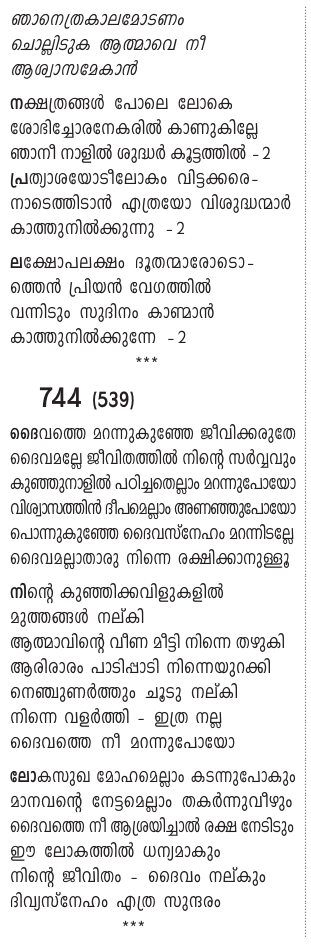 ഞാനെത്രകാലമോടണം
ചൊല്ലിടുക ആത്മാവെ നീ
ആശ്വാസമേകാൻ
നക്ഷത്രങ്ങൾ പോലെ ലോകെ
ശോഭിച്ചോരനേകരിൽ കാണുകില്ലേ
ഞാനീ നാളിൽ ശുദ്ധർ കൂട്ടത്തിൽ -2
പ്രത്യാശയോടീലോകം വിട്ടക്കരെ-
നാടെത്തിടാൻ എത്രയോ വിശുദ്ധന്മാർ
കാത്തുനിൽക്കുന്നു -2
ലക്ഷോപലക്ഷം ദൂതന്മാരോടൊ-
ത്തെൻ പ്രിയൻ വേഗത്തിൽ
വന്നിടും സുദിനം കാണ്മാൻ
കാത്തുനിൽക്കുന്നേ -2
***
744 (539)
ദൈവത്തെ മറന്നുകുഞ്ഞേ ജീവിക്കരുതേ
ദൈവമല്ലേ ജീവിതത്തിൽ നിന്റെ സർവ്വവും
കുഞ്ഞുനാളിൽ പഠിച്ചതെല്ലാം മറന്നുപോയോ
വിശ്വാസത്തിൻ ദീപമെല്ലാം അണഞ്ഞുപോയോ
പൊന്നുകുഞ്ഞേ ദൈവസ്നേഹം മറന്നിടല്ലേ
ദൈവമല്ലാതാരു നിന്നെ രക്ഷിക്കാനുള്ളൂ
നിന്റെ കുഞ്ഞിക്കവിളുകളിൽ
മുത്തങ്ങൾ നല്കി
ആത്മാവിന്റെ വീണ മീട്ടി നിന്നെ തഴുകി
ആരിരാരം പാടിപ്പാടി നിന്നെയുറക്കി
നെഞ്ചുണർത്തും ചൂടു നല്കി
നിന്നെ വളർത്തി - ഇത്ര നല്ല
ദൈവത്തെ നീ മറന്നുപോയോ
ലോകസുഖ മോഹമെല്ലാം കടന്നുപോകും
മാനവന്റെ നേട്ടമെല്ലാം തകർന്നുവീഴും
ദൈവത്തെ നീ ആശ്രയിച്ചാൽ രക്ഷ നേടിടും
ഈ ലോകത്തിൽ ധന്യമാകും
നിന്റെ ജീവിതം - ദൈവം നല്കും
ദിവ്യസ്നേഹം എത്ര സുന്ദരം
***